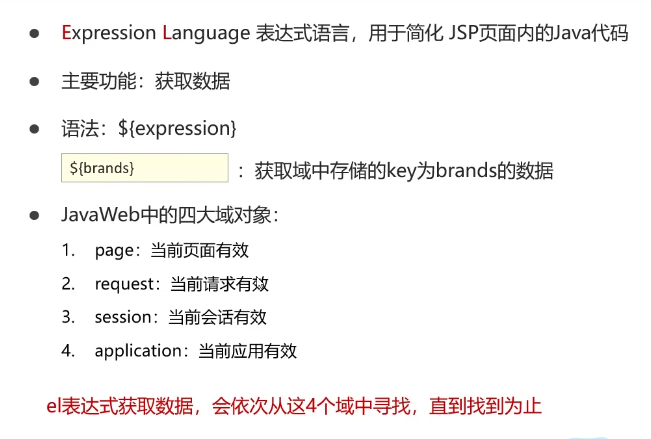 ● Expression Language 表达式语言，用于简化 JSP页面内的Java代码
● 主要功能：获取数据
● 语法：${expression}
${brands} ：获取域中存储的key为brands的数据
● JavaWeb中的四大域对象：
1. page：当前页面有效
2. request：当前请求有效
3. session：当前会话有效
4. application：当前应用有效
el表达式获取数据，会依次从这4个域中寻找，直到找到为止